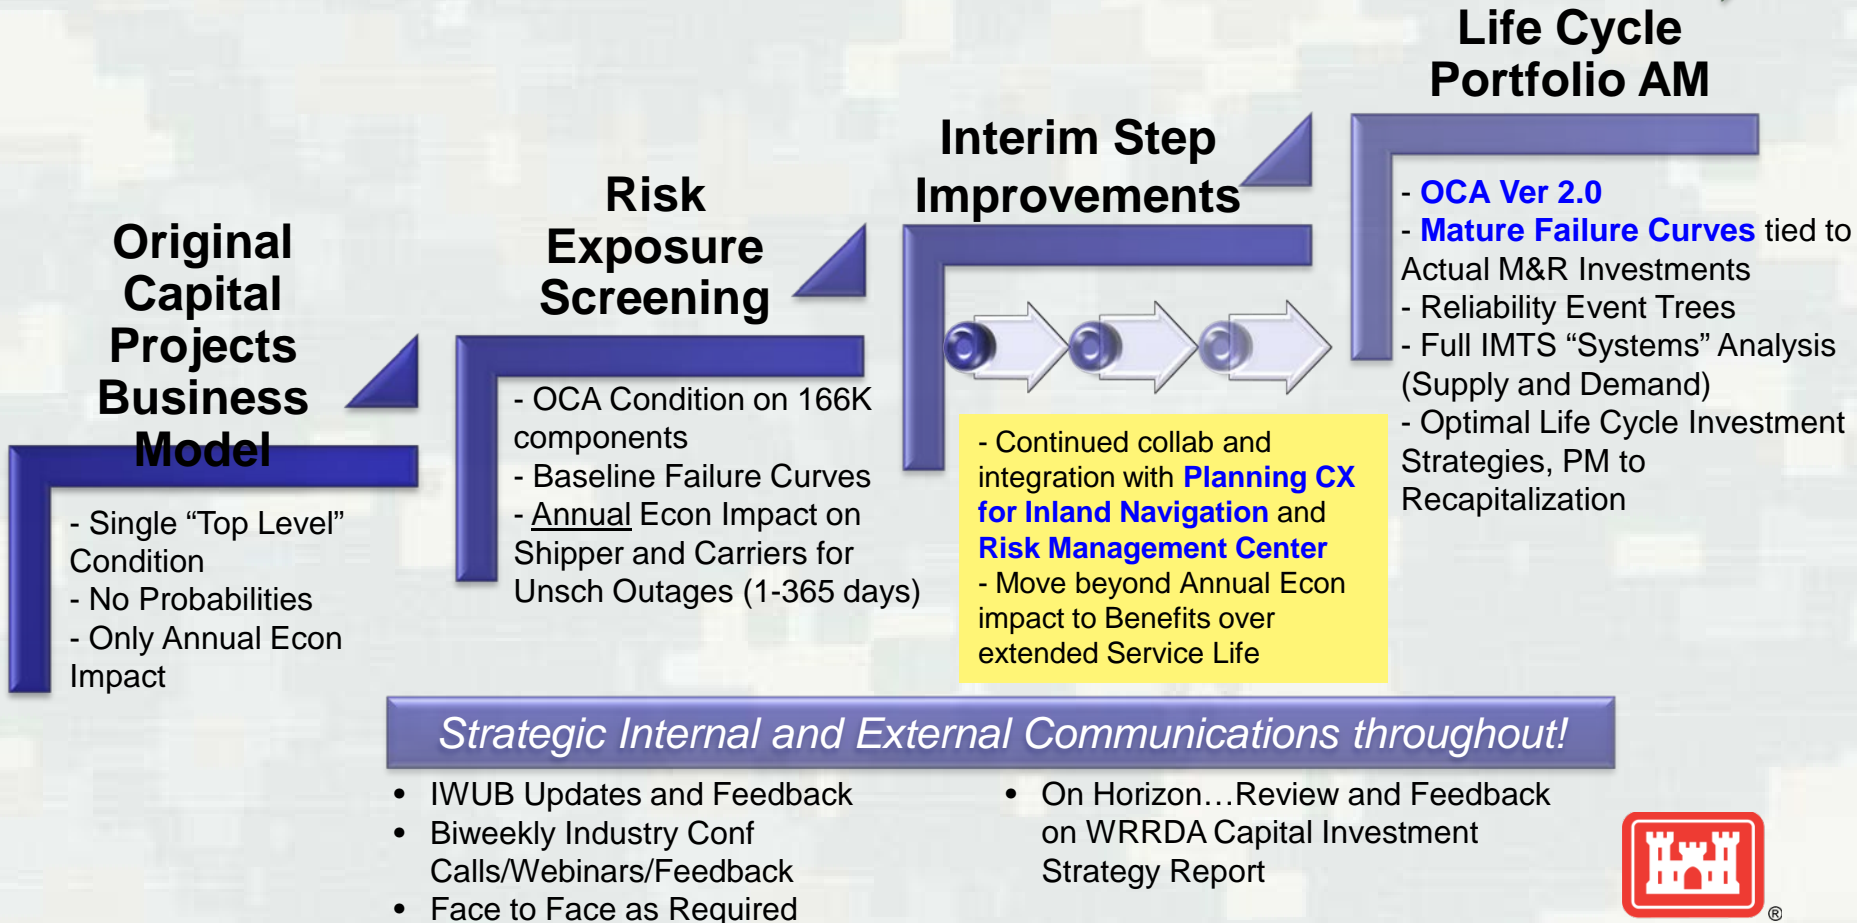 Original
Capital
Projects
Business
Model
- Single “Top Level”
Condition
- No Probabilities
- Only Annual Econ
Impact
Risk
Exposure
Screening
- OCA Condition on 166K
components
- Baseline Failure Curves
- Annual Econ Impact on
Shipper and Carriers for
Unsch Outages (1-365 days)
Interim Step
Improvements
- Continued collab and
integration with Planning CX
for Inland Navigation and
Risk Management Center
- Move beyond Annual Econ
impact to Benefits over
extended Service Life
Life Cycle
Portfolio AM
- OCA Ver 2.0
- Mature Failure Curves tied to
Actual M&R Investments
- Reliability Event Trees
- Full IMTS “Systems” Analysis
(Supply and Demand)
- Optimal Life Cycle Investment
Strategies, PM to
Recapitalization
Strategic Internal and External Communications throughout!
• IWUB Updates and Feedback
• Biweekly Industry Conf
Calls/Webinars/Feedback
• Face to Face as Required
• On Horizon…Review and Feedback
on WRRDA Capital Investment
Strategy Report
®